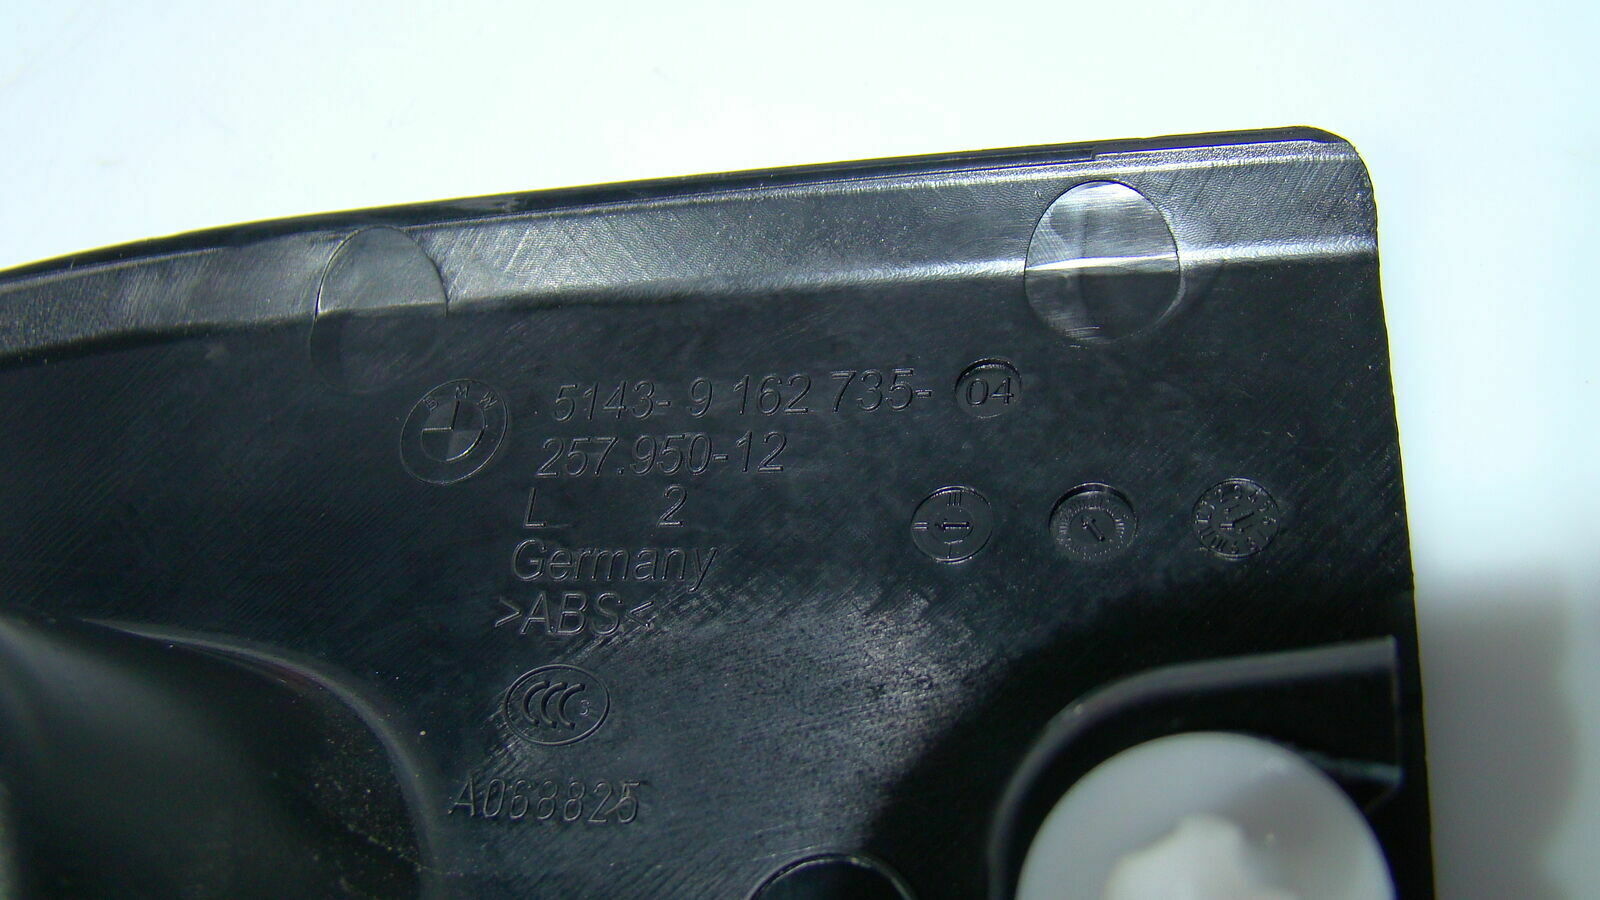 BMW 5143- 9 162 735- 04
257.950-12
L 2
Germany
>ABS<
CCC S
A068825